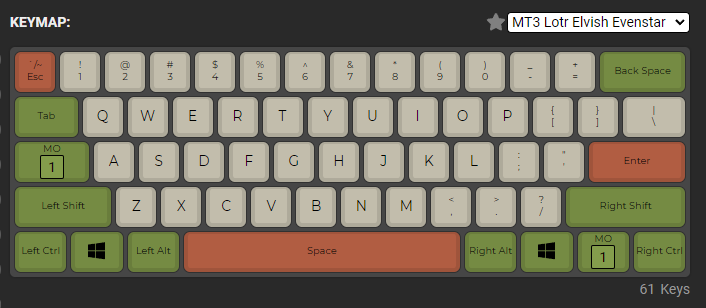 KEYMAP:
MT3 Lotr Elvish Evenstar
`/~ ! @ # $ % ^ & * ( ) _ +
Esc 1 2 3 4 5 6 7 8 9 0 - = Back Space
Tab Q W E R T Y U I O P { } |
[ ] \
MO
1 A S D F G H J K L : " Enter
; '
Left Shift Z X C V B N M < > ? Right Shift
, . /
Left Ctrl Left Alt Space Right Alt MO Right Ctrl
1
61 Keys